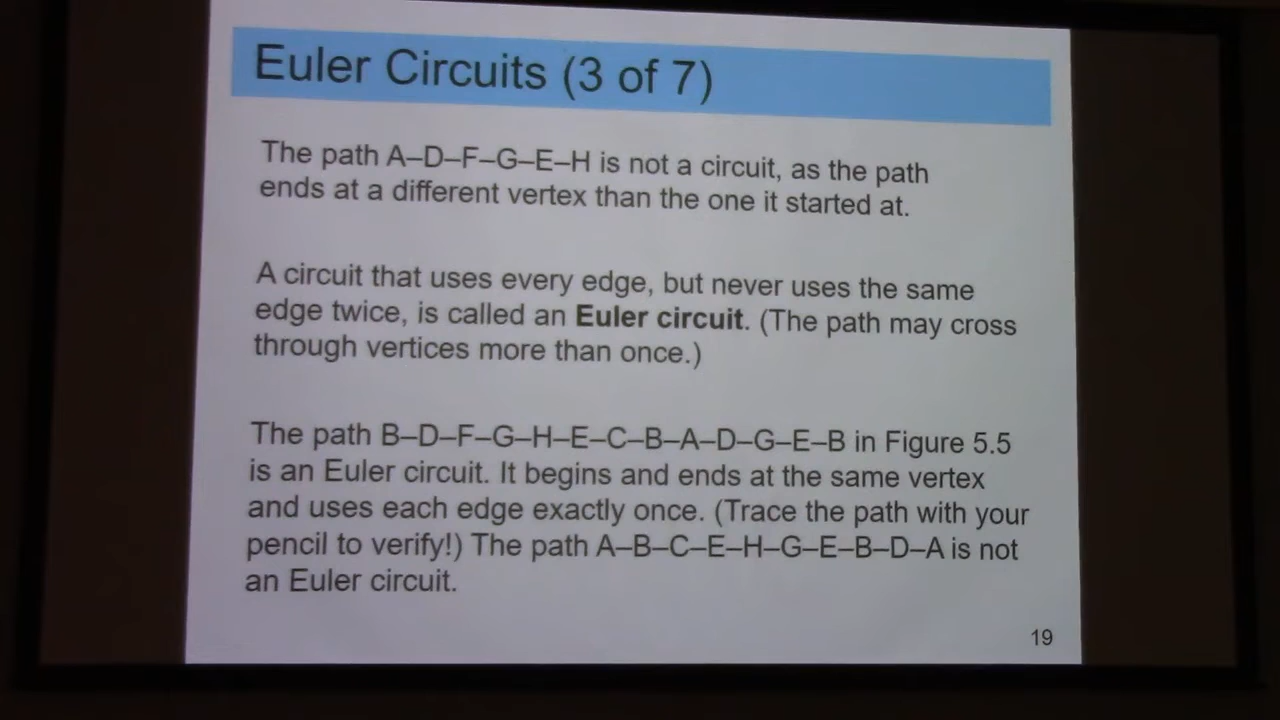 Euler Circuits (3 of 7)
The path A–D–F–G–E–H is not a circuit, as the path
ends at a different vertex than the one it started at.
A circuit that uses every edge, but never uses the same
edge twice, is called an Euler circuit. (The path may cross
through vertices more than once.)
The path B–D–F–G–H–E–C–B–A–D–G–E–B in Figure 5.5
is an Euler circuit. It begins and ends at the same vertex
and uses each edge exactly once. (Trace the path with your
pencil to verify!) The path A–B–C–E–H–G–E–B–D–A is not
an Euler circuit.
19